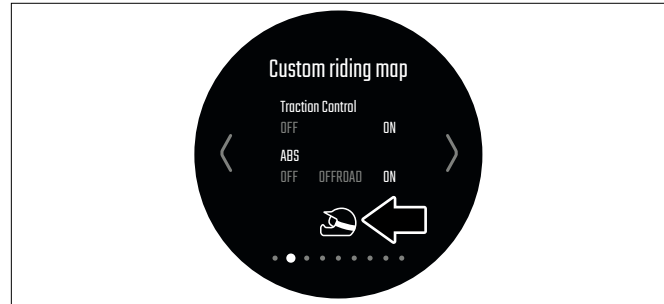 Custom riding map
Traction Control
OFF ON
ABS
OFF OFFROAD ON